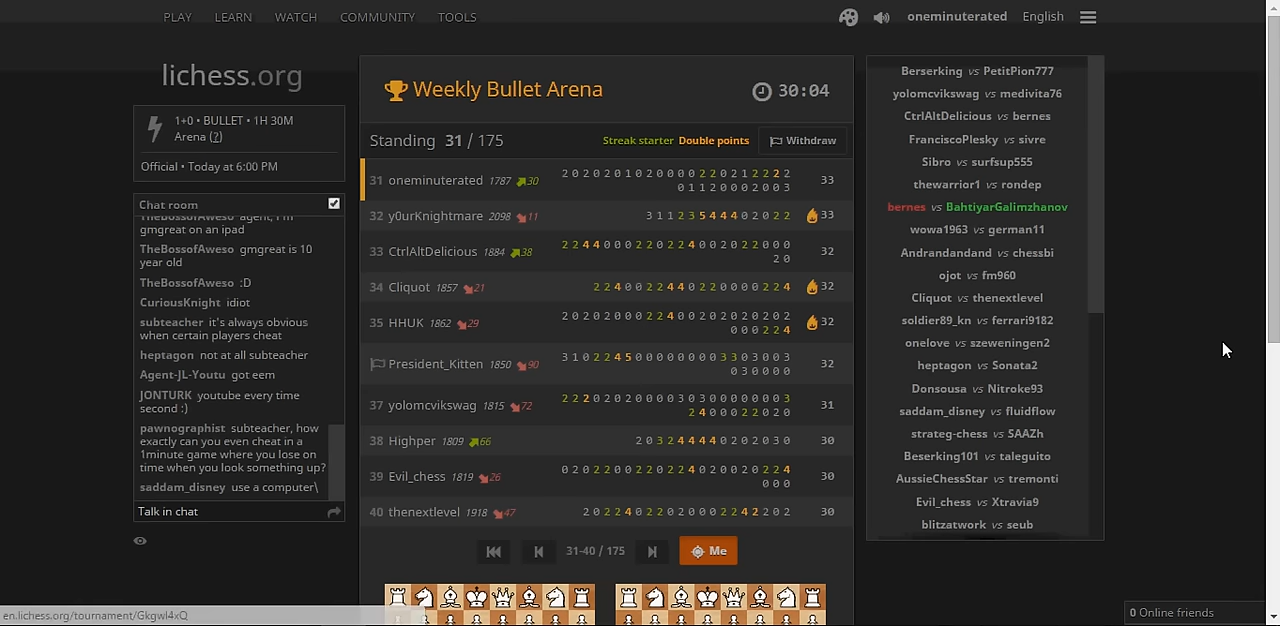 PLAY LEARN WATCH COMMUNITY TOOLS oneminuterated English
lichess.org
1+0 • BULLET • 1H 30M
Arena (?)
Official • Today at 6:00 PM
Chat room
gmgreat on an ipad
TheBossofAweso gmgreat is 10
year old
TheBossofAweso :D
CuriousKnight idiot
subteacher it's always obvious
when certain players cheat
heptagon not at all subteacher
Agent-JL-Youtu got eem
JONTURK youtube every time
second :)
pawnographist subteacher, how
exactly can you even cheat in a
1minute game where you lose on
time when you look something up?
saddam_disney use a computer\
Talk in chat
Weekly Bullet Arena 30:04
Standing 31 / 175 Streak starter Double points Withdraw
31 oneminuterated 1787 30 2 0 2 0 2 0 1 0 2 0 0 0 0 2 2 0 2 1 2 2 2 2 33
0 1 1 2 0 0 0 2 0 0 3
32 y0urKnightmare 2098 11 3 1 1 2 3 5 4 4 4 0 2 0 2 2 33
33 CtrlAltDelicious 1884 38 2 2 4 4 0 0 0 2 2 0 2 2 4 0 0 2 0 2 2 0 0 0 32
2 0
34 Cliquot 1857 21 2 2 4 0 0 2 2 4 4 0 2 2 0 0 0 0 2 2 4 32
35 HHUK 1862 29 2 0 2 0 2 0 0 0 2 2 4 0 0 2 0 2 0 2 0 2 0 2 32
0 0 0 2 2 4
President_Kitten 1850 90 3 1 0 2 2 4 5 0 0 0 0 0 0 0 0 3 3 0 3 0 0 3 32
0 3 0 0 0 0
37 yolomcvikswag 1815 72 2 2 2 0 2 0 2 0 0 0 0 3 0 3 0 0 0 0 0 0 0 3 31
2 4 0 0 0 2 2 0 2 0
38 Highper 1809 66 2 0 3 2 4 4 4 4 0 2 0 2 0 3 0 30
39 Evil_chess 1819 26 0 2 0 2 2 0 0 2 2 0 2 2 4 0 2 0 0 2 0 2 2 4 30
0 0 0
40 thenextlevel 1918 47 2 0 2 2 4 0 2 2 0 2 0 0 0 2 2 4 2 2 0 2 30
31-40 / 175 Me
Berserking vs PetitPion777
yolomcvikswag vs medivita76
CtrlAltDelicious vs bernes
FranciscoPlesky vs sivre
Sibro vs surfsup555
thewarrior1 vs rondep
bernes vs BahtiyarGalimzhanov
wowa1963 vs german11
Andrandandand vs chessbi
ojot vs fm960
Cliquot vs thenextlevel
soldier89_kn vs ferrari9182
onelove vs szeweningen2
heptagon vs Sonata2
Donsousa vs Nitroke93
saddam_disney vs fluidflow
strateg-chess vs SAAZh
Beserking101 vs taleguito
AussieChessStar vs tremonti
Evil_chess vs Xtravia9
blitzatwork vs seub
en.lichess.org/tournament/Gkgwl4xQ
0 Online friends